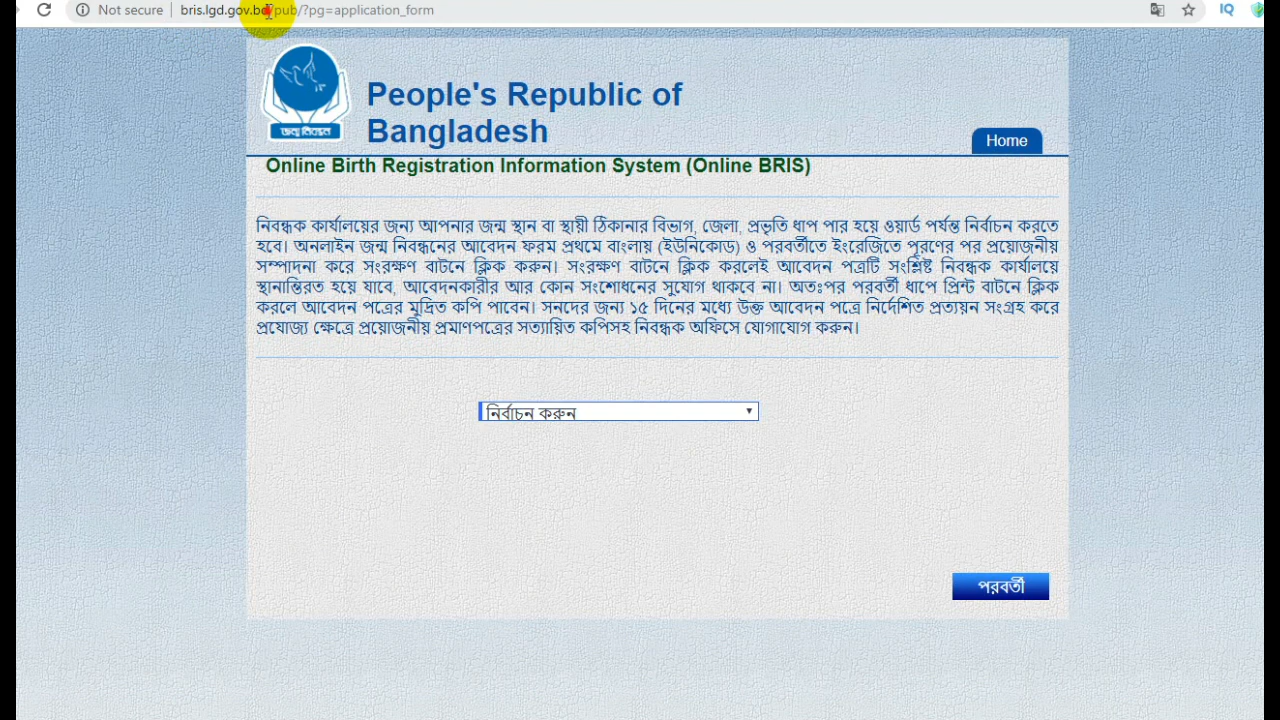 Not secure | bris.lgd.gov.bd/pub/?pg=application_form
IQ
People's Republic of
Bangladesh
জন্ম নিবন্ধন
Home
Online Birth Registration Information System (Online BRIS)
নিবন্ধক কার্যালয়ের জন্য আপনার জন্ম স্থান বা স্থায়ী ঠিকানার বিভাগ, জেলা, প্রভৃতি ধাপ পার হয়ে ওয়ার্ড পর্যন্ত নির্বাচন করতে
হবে। অনলাইন জন্ম নিবন্ধনের আবেদন ফরম প্রথমে বাংলায় (ইউনিকোড) ও পরবর্তীতে ইংরেজিতে পূরণের পর প্রয়োজনীয়
সম্পাদনা করে সংরক্ষণ বাটনে ক্লিক করুন। সংরক্ষণ বাটনে ক্লিক করলেই আবেদন পত্রটি সংশ্লিষ্ট নিবন্ধক কার্যালয়ে
স্থানান্তিরত হয়ে যাবে, আবেদনকারীর আর কোন সংশোধনের সুযোগ থাকবে না। অতঃপর পরবর্তী ধাপে প্রিন্ট বাটনে ক্লিক
করলে আবেদন পত্রের মুদ্রিত কপি পাবেন। সনদের জন্য ১৫ দিনের মধ্যে উক্ত আবেদন পত্রে নির্দেশিত প্রত্যয়ন সংগ্রহ করে
প্রযোজ্য ক্ষেত্রে প্রয়োজনীয় প্রমাণপত্রের সত্যায়িত কপিসহ নিবন্ধক অফিসে যোগাযোগ করুন।
নির্বাচন করুন
পরবর্তী